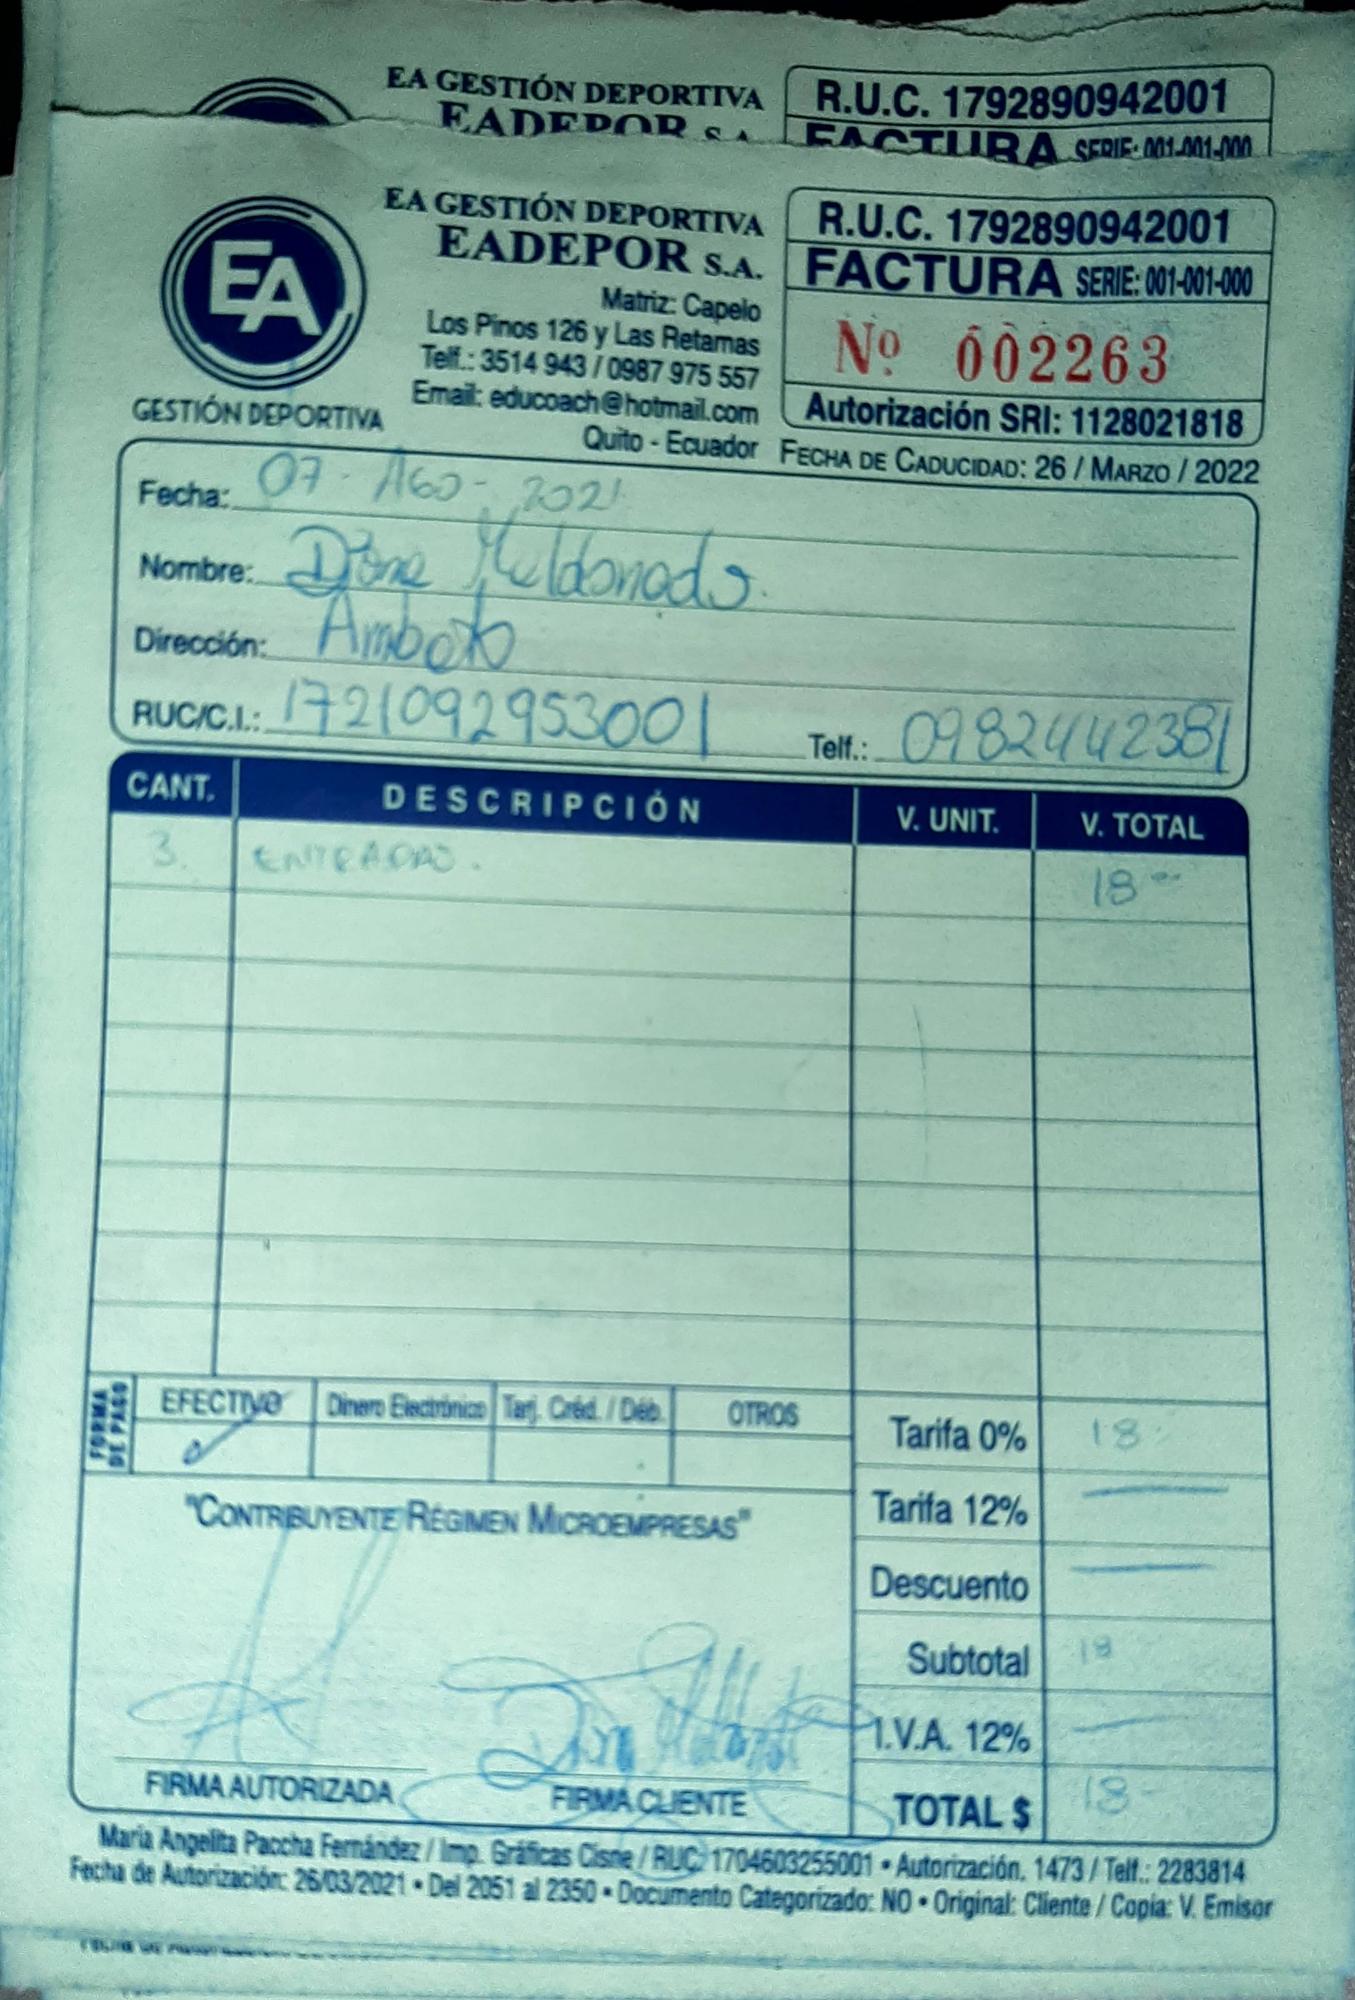 EA GESTIÓN DEPORTIVA
EADEPOR S.A.
R.U.C. 1792890942001
FACTURA SERIE: 001-001-000
EA
GESTIÓN DEPORTIVA
EA GESTIÓN DEPORTIVA
EADEPOR S.A.
Matriz: Capelo
Los Pinos 126 y Las Retamas
Telf.: 3514 943 / 0987 975 557
Email: educoach@hotmail.com
Quito - Ecuador
R.U.C. 1792890942001
FACTURA SERIE: 001-001-000
Nº 002263
Autorización SRI: 1128021818
FECHA DE CADUCIDAD: 26 / MARZO / 2022
Fecha: 07 - AGO - 2021
Nombre: Diana Maldonado.
Dirección: Ambato
RUC/C.I.: 1721092953001 Telf.: 0982442381
CANT. DESCRIPCIÓN V. UNIT. V. TOTAL
3. ENTRADAS. 18 --
FORMA DE PAGO
EFECTIVO Dinero Electrónico Tarj. Créd. / Déb. OTROS
Tarifa 0% 18
Tarifa 12%
Descuento
Subtotal 18
I.V.A. 12%
TOTAL $ 18-
"CONTRIBUYENTE RÉGIMEN MICROEMPRESAS"
FIRMA AUTORIZADA FIRMA CLIENTE
María Angelita Paccha Fernández / Imp. Gráficas Cisne / RUC: 1704603255001 • Autorización. 1473 / Telf.: 2283814
Fecha de Autorización: 26/03/2021 • Del 2051 al 2350 • Documento Categorizado: NO • Original: Cliente / Copia: V. Emisor